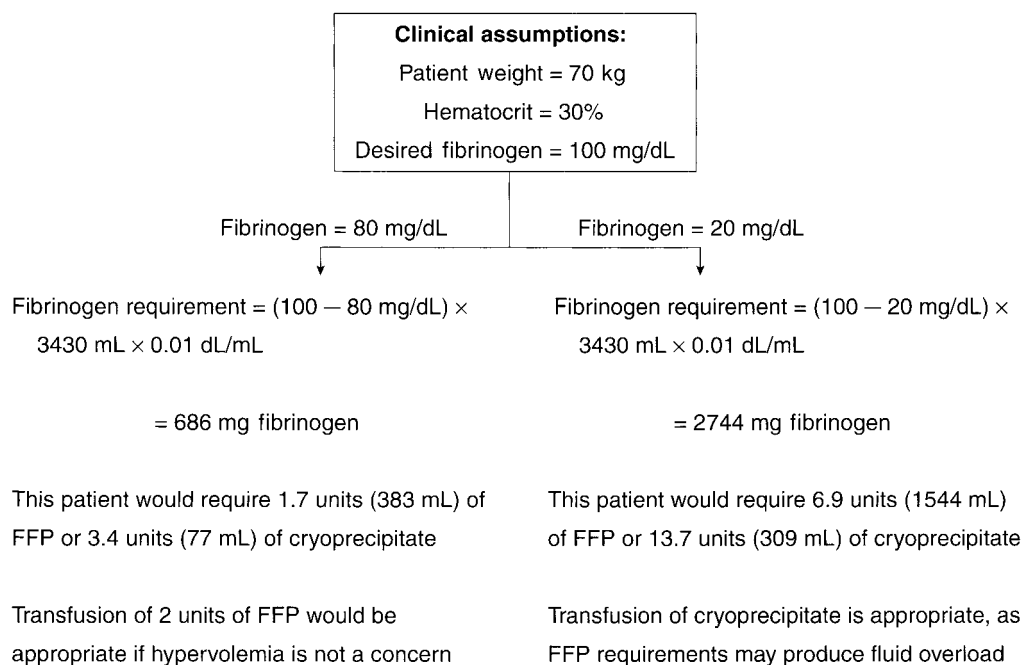 Clinical assumptions:
Patient weight = 70 kg
Hematocrit = 30%
Desired fibrinogen = 100 mg/dL
Fibrinogen = 80 mg/dL
Fibrinogen = 20 mg/dL
Fibrinogen requirement = (100 — 80 mg/dL) ×
3430 mL × 0.01 dL/mL
= 686 mg fibrinogen
This patient would require 1.7 units (383 mL) of
FFP or 3.4 units (77 mL) of cryoprecipitate
Transfusion of 2 units of FFP would be
appropriate if hypervolemia is not a concern
Fibrinogen requirement = (100 — 20 mg/dL) ×
3430 mL × 0.01 dL/mL
= 2744 mg fibrinogen
This patient would require 6.9 units (1544 mL)
of FFP or 13.7 units (309 mL) of cryoprecipitate
Transfusion of cryoprecipitate is appropriate, as
FFP requirements may produce fluid overload